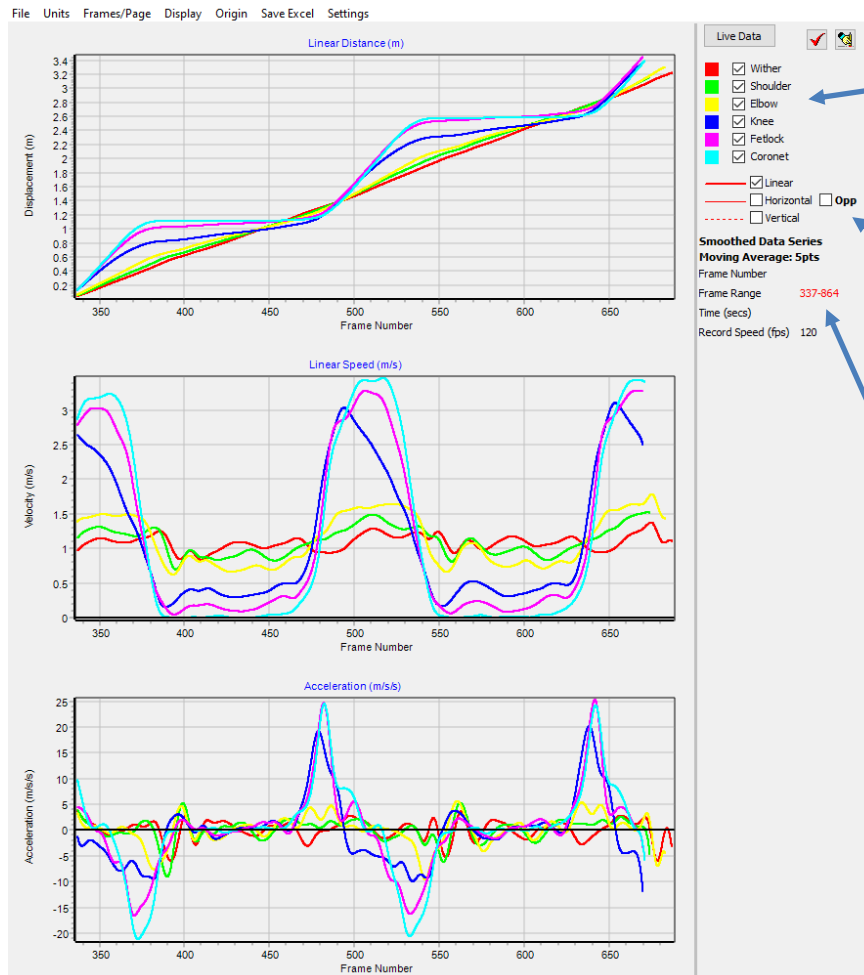 File Units Frames/Page Display Origin Save Excel Settings
Linear Distance (m)
Displacement (m)
3.4
3.2
3
2.8
2.6
2.4
2.2
2
1.8
1.6
1.4
1.2
1
0.8
0.6
0.4
0.2
350 400 450 500 550 600 650
Frame Number
Linear Speed (m/s)
Velocity (m/s)
3
2.5
2
1.5
1
0.5
0
350 400 450 500 550 600 650
Frame Number
Acceleration (m/s/s)
Acceleration (m/s/s)
25
20
15
10
5
0
-5
-10
-15
-20
350 400 450 500 550 600 650
Frame Number
Live Data
Wither
Shoulder
Elbow
Knee
Fetlock
Coronet
Linear
Horizontal Opp
Vertical
Smoothed Data Series
Moving Average: 5pts
Frame Number
Frame Range 337-864
Time (secs)
Record Speed (fps) 120